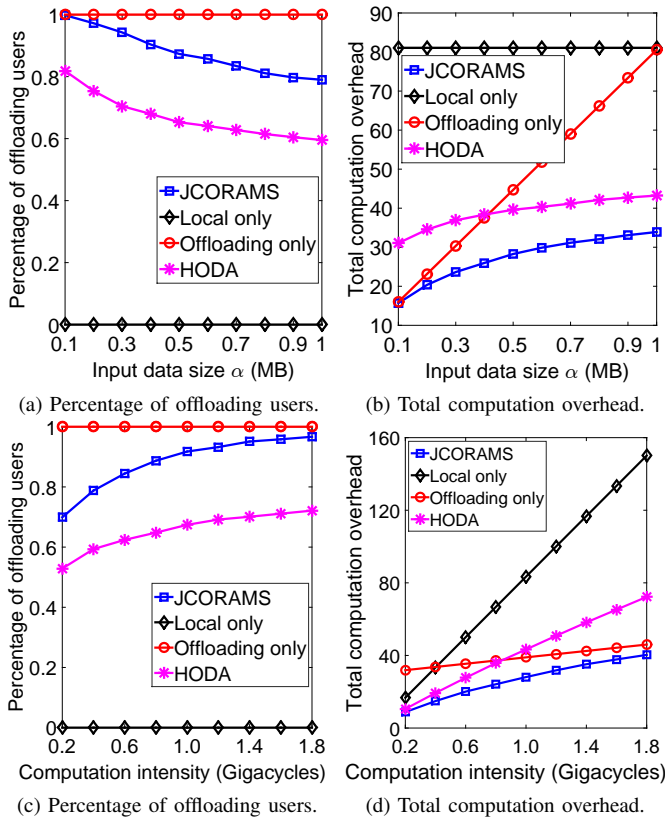 Percentage of offloading users
1
0.8
0.6
0.4
0.2
0
JCORAMS
Local only
Offloading only
HODA
0.1 0.3 0.5 0.7 0.9 1
Input data size α (MB)
(a) Percentage of offloading users.
Total computation overhead
90
80
70
60
50
40
30
20
10
JCORAMS
Local only
Offloading only
HODA
0.1 0.3 0.5 0.7 0.9 1
Input data size α (MB)
(b) Total computation overhead.
Percentage of offloading users
1
0.8
0.6
0.4
0.2
0
JCORAMS
Local only
Offloading only
HODA
0.2 0.6 1.0 1.4 1.8
Computation intensity (Gigacycles)
(c) Percentage of offloading users.
Total computation overhead
160
120
80
40
0
JCORAMS
Local only
Offloading only
HODA
0.2 0.6 1.0 1.4 1.8
Computation intensity (Gigacycles)
(d) Total computation overhead.